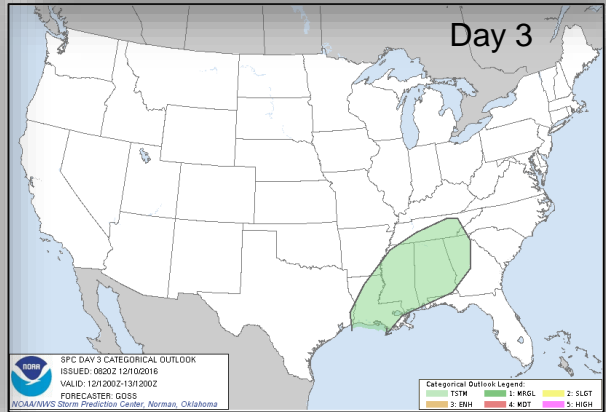 Day 3
NOAA
SPC DAY 3 CATEGORICAL OUTLOOK
ISSUED: 0820Z 12/10/2016
VALID: 12/1200Z-13/1200Z
FORECASTER: GOSS
NOAA/NWS Storm Prediction Center, Norman, Oklahoma
Categorical Outlook Legend:
TSTM 1: MRGL 2: SLGT
3: ENH 4: MDT 5: HIGH